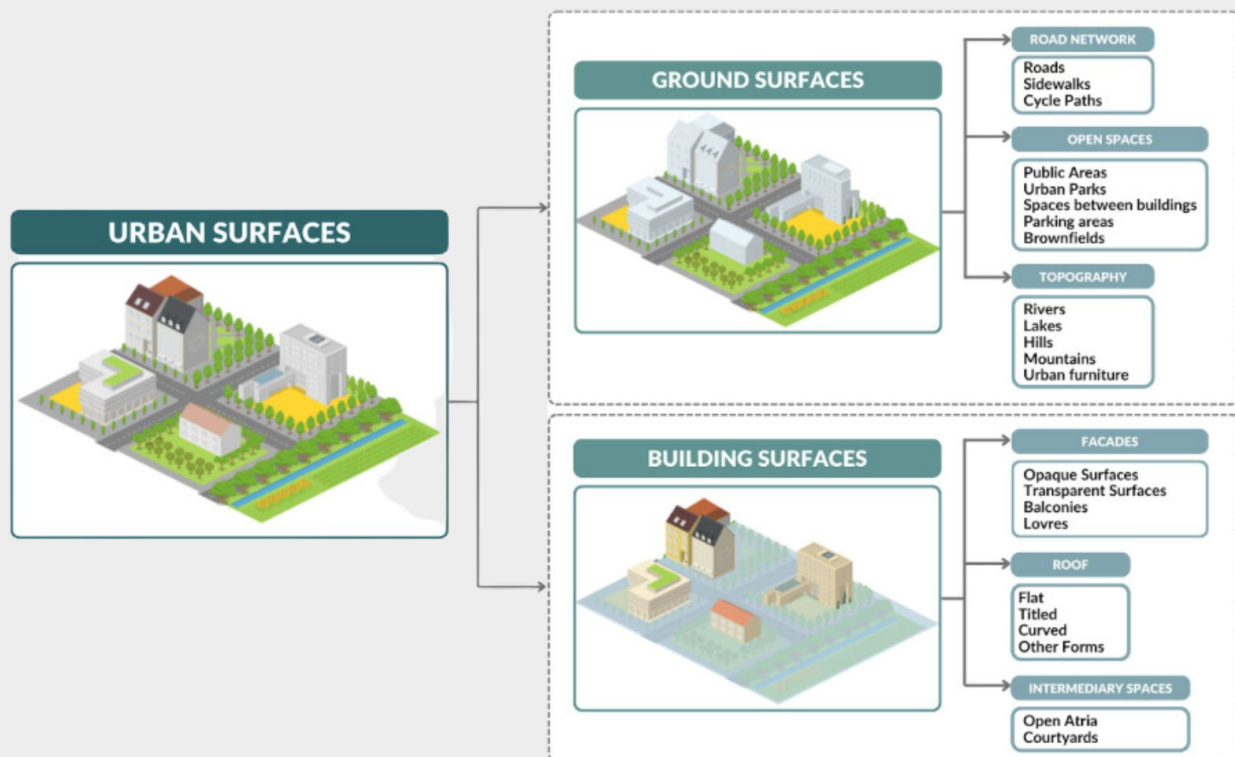 URBAN SURFACES
GROUND SURFACES
ROAD NETWORK
Roads
Sidewalks
Cycle Paths
OPEN SPACES
Public Areas
Urban Parks
Spaces between buildings
Parking areas
Brownfields
TOPOGRAPHY
Rivers
Lakes
Hills
Mountains
Urban furniture
BUILDING SURFACES
FACADES
Opaque Surfaces
Transparent Surfaces
Balconies
Lovres
ROOF
Flat
Titled
Curved
Other Forms
INTERMEDIARY SPACES
Open Atria
Courtyards